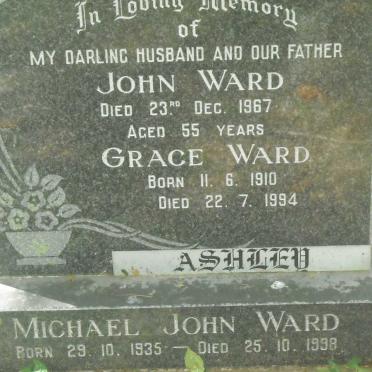 In Loving Memory
of
MY DARLING HUSBAND AND OUR FATHER
JOHN WARD
DIED 23RD DEC. 1967
AGED 55 YEARS
GRACE WARD
BORN 11. 6. 1910
DIED 22. 7. 1994
ASHLEY
MICHAEL JOHN WARD
BORN 29. 10. 1935 — DIED 25. 10. 1998